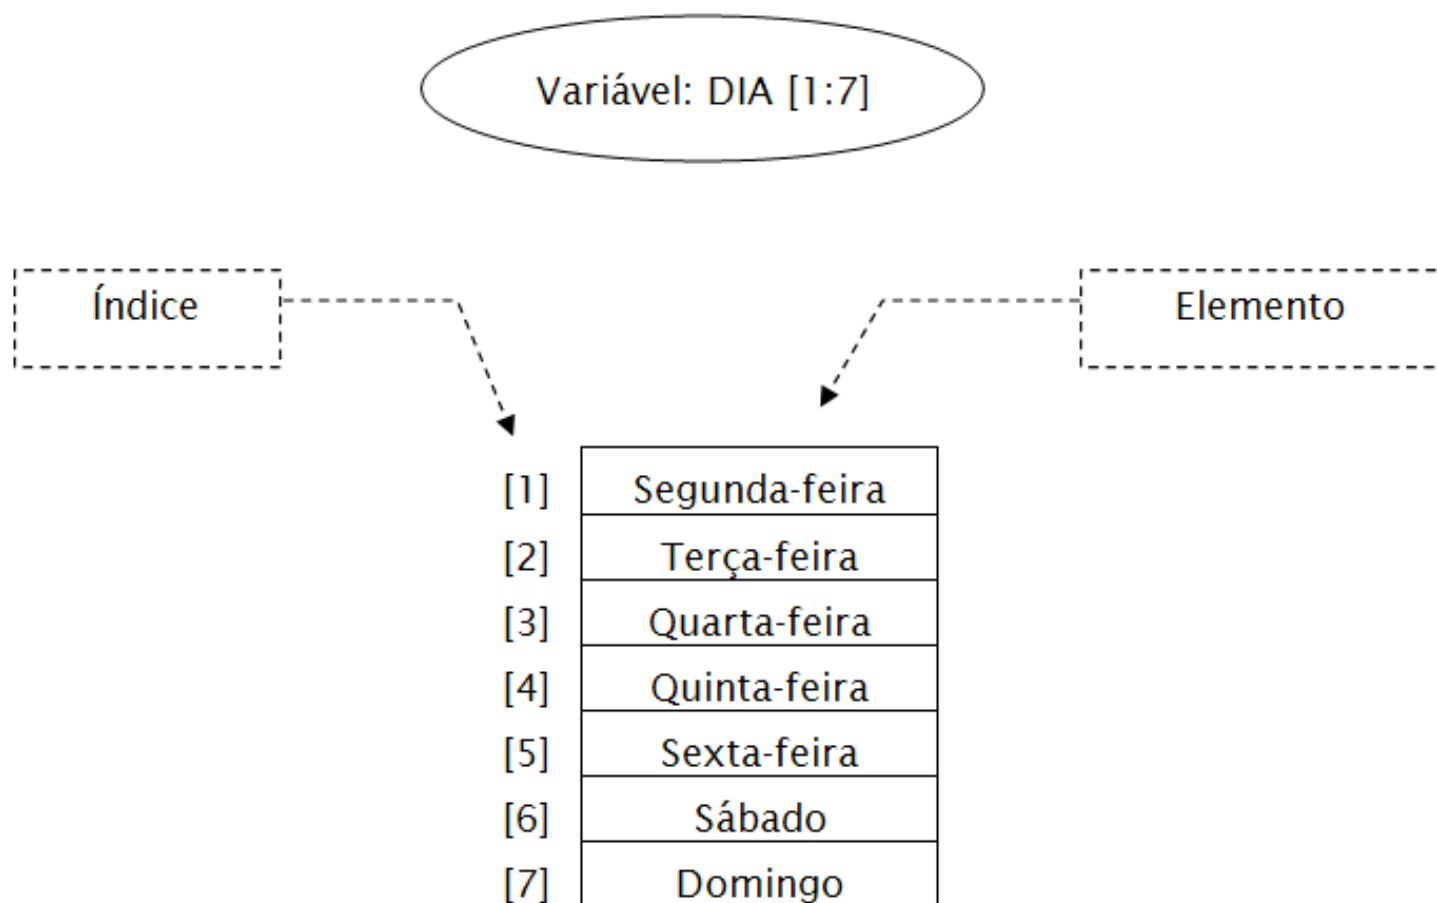 Variável: DIA [1:7]
Índice
Elemento
[1] Segunda-feira
[2] Terça-feira
[3] Quarta-feira
[4] Quinta-feira
[5] Sexta-feira
[6] Sábado
[7] Domingo